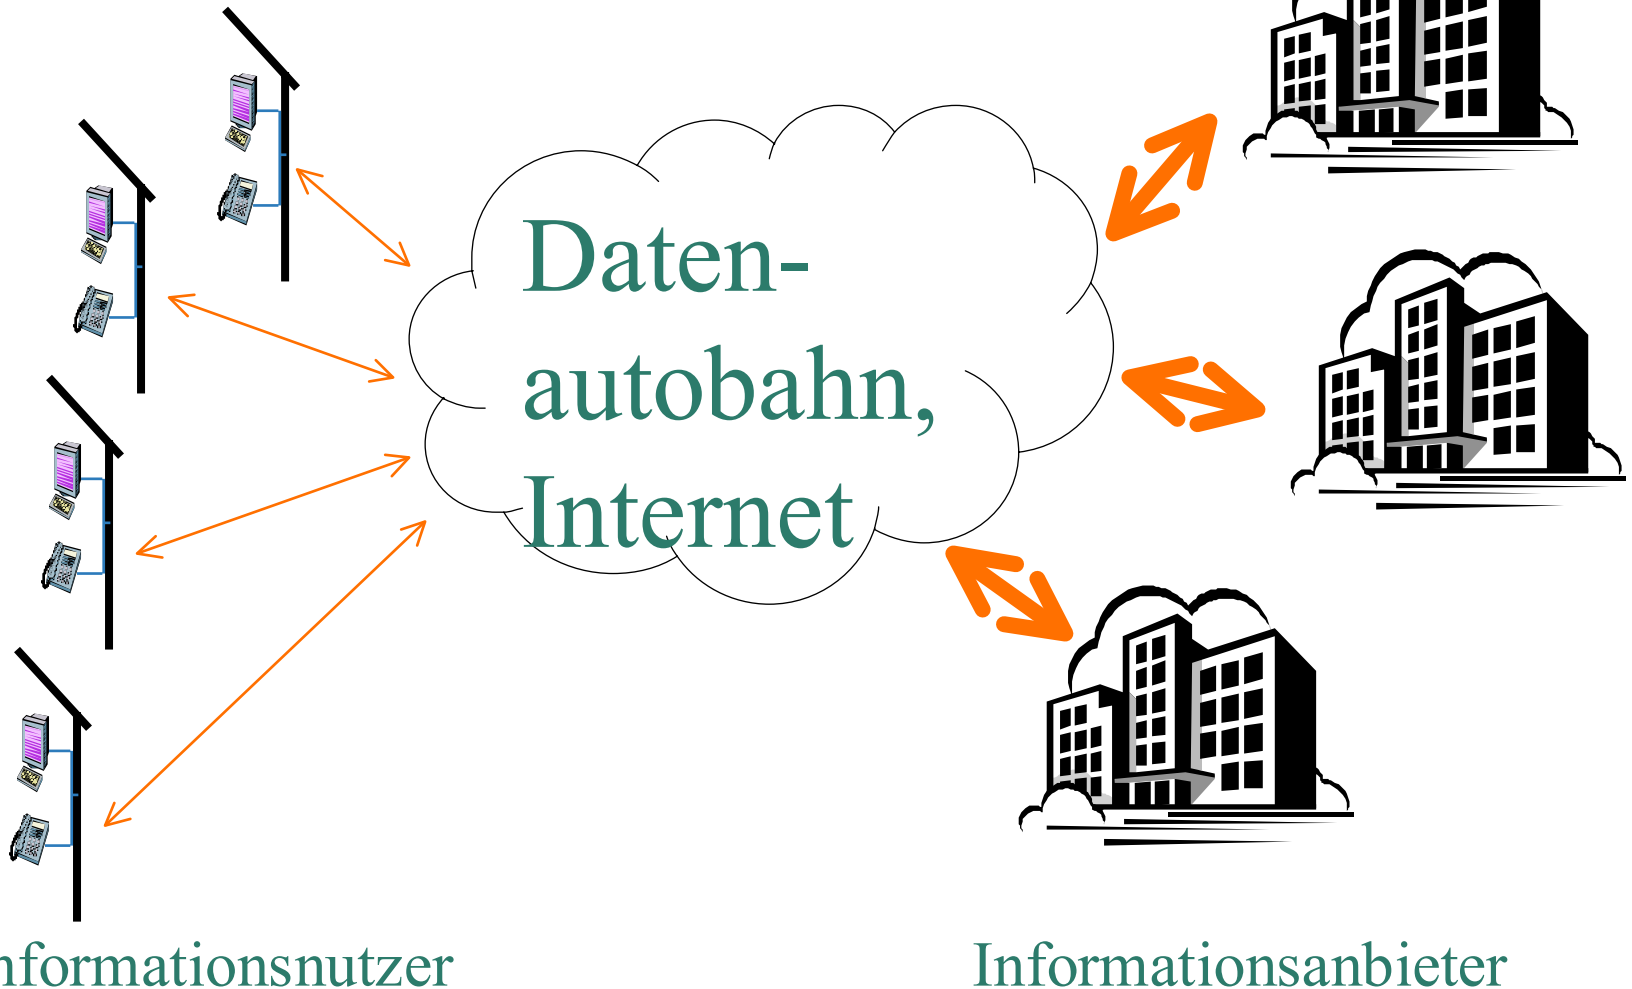 Daten-
autobahn,
Internet
nformationsnutzer
Informationsanbieter